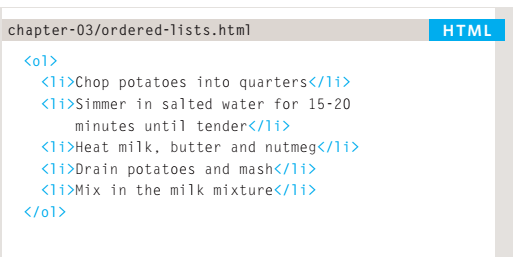 chapter-03/ordered-lists.html HTML
<ol>
<li>Chop potatoes into quarters</li>
<li>Simmer in salted water for 15-20
minutes until tender</li>
<li>Heat milk, butter and nutmeg</li>
<li>Drain potatoes and mash</li>
<li>Mix in the milk mixture</li>
</ol>